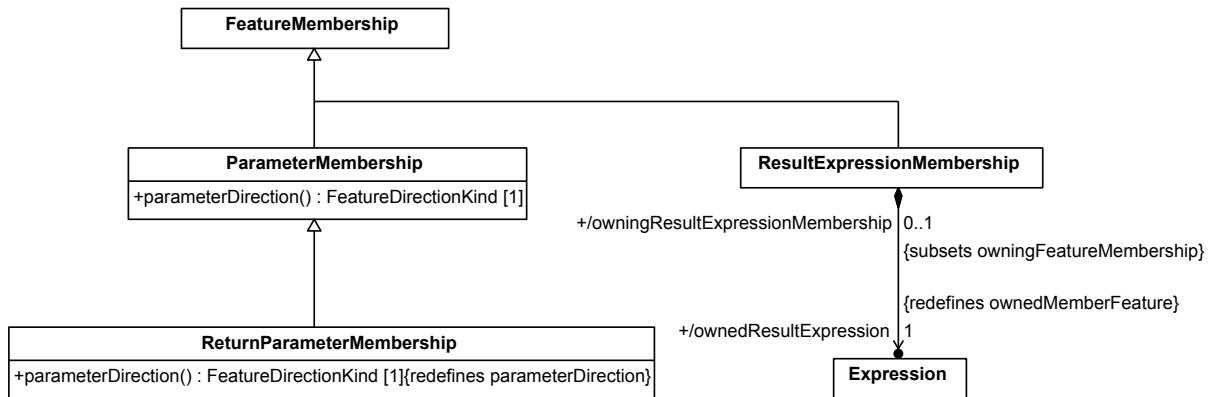 FeatureMembership
ParameterMembership
+parameterDirection() : FeatureDirectionKind [1]
ResultExpressionMembership
+/owningResultExpressionMembership 0..1
{subsets owningFeatureMembership}
{redefines ownedMemberFeature}
+/ownedResultExpression 1
ReturnParameterMembership
+parameterDirection() : FeatureDirectionKind [1]{redefines parameterDirection}
Expression